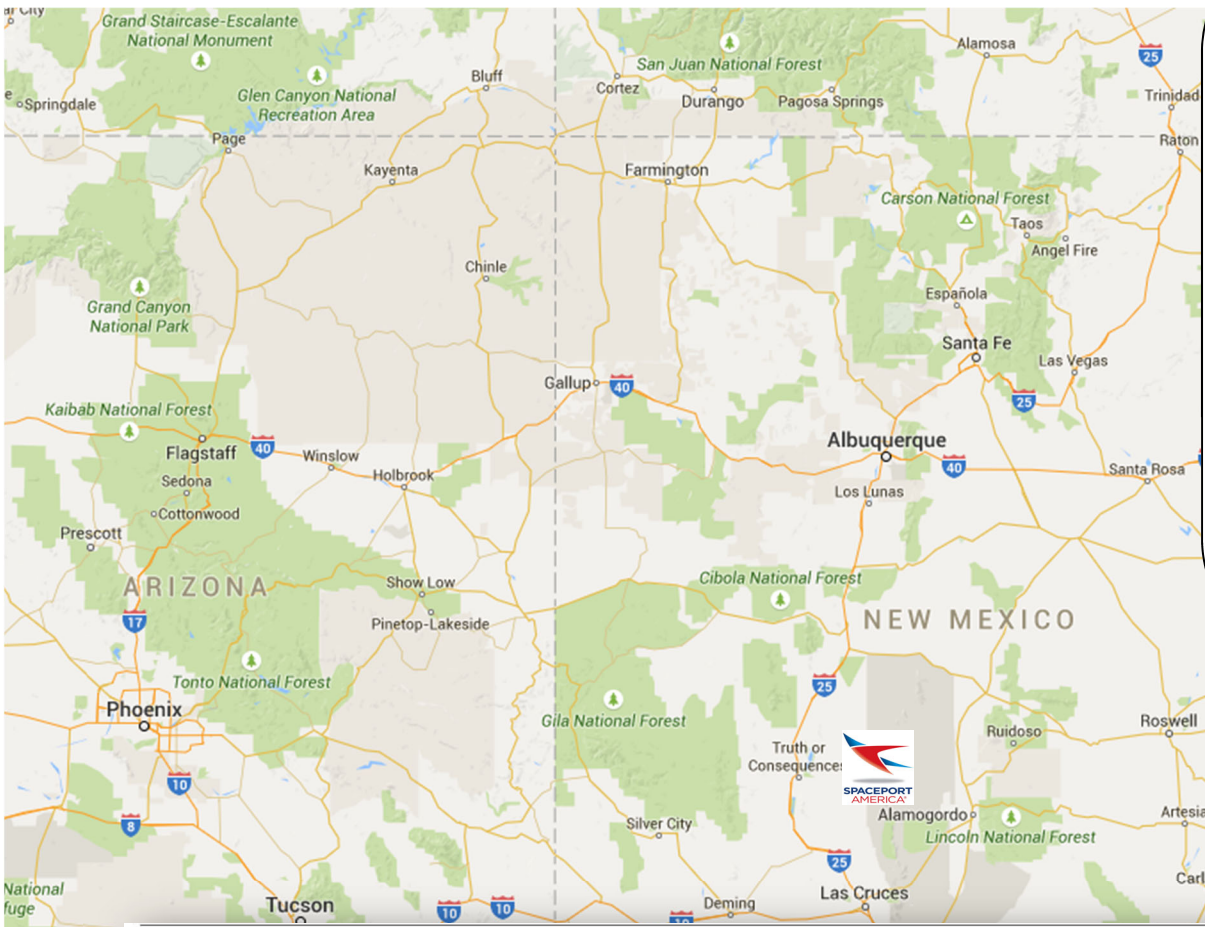 ar City
Grand Staircase-Escalante
National Monument
Alamosa
25
Bluff
San Juan National Forest
Cortez
Glen Canyon National
Recreation Area
Springdale
Durango
Pagosa Springs
Trinidad
Page
Raton
Kayenta
Farmington
Carson National Forest
Taos
Angel Fire
Chinle
Española
Grand Canyon
National Park
Santa Fe
Las Vegas
Gallup
40
25
Kaibab National Forest
Flagstaff
40
Winslow
Albuquerque
40
Santa Rosa
Sedona
Holbrook
Los Lunas
Cottonwood
Prescott
ARIZONA
Show Low
Cibola National Forest
Pinetop-Lakeside
17
NEW MEXICO
Tonto National Forest
25
Phoenix
Gila National Forest
Roswell
Ruidoso
Truth or
Consequences
10
SPACEPORT
AMERICA
8
Silver City
Alamogordo
Artesia
Lincoln National Forest
25
National
fuge
Carl
Las Cruces
Tucson
10
10
Deming
10